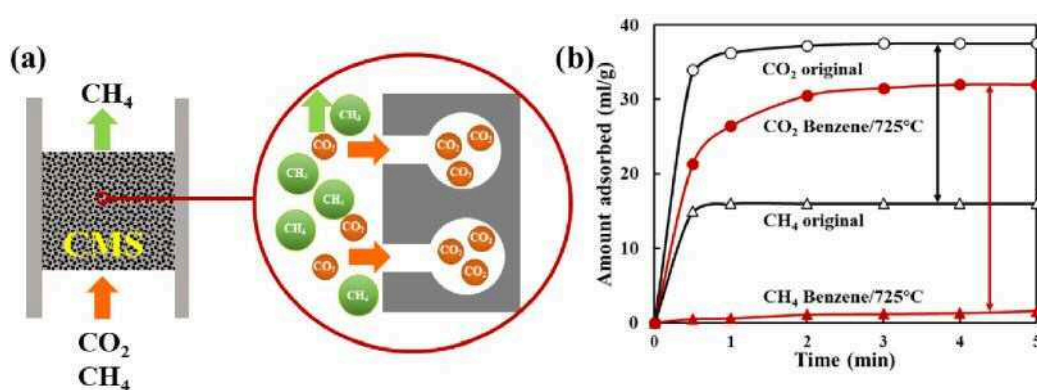 (a)
CH4
CMS
CO2
CH4
CH4
CO2
CH4
CH4
CH4
CO2
CO2
CH4
CO2
CO2
CO2
CO2
CO2
CO2
(b)
Amount adsorbed (ml/g)
40
30
20
10
0
CO2 original
CO2 Benzene/725°C
CH4 original
CH4 Benzene/725°C
0 1 2 3 4 5
Time (min)